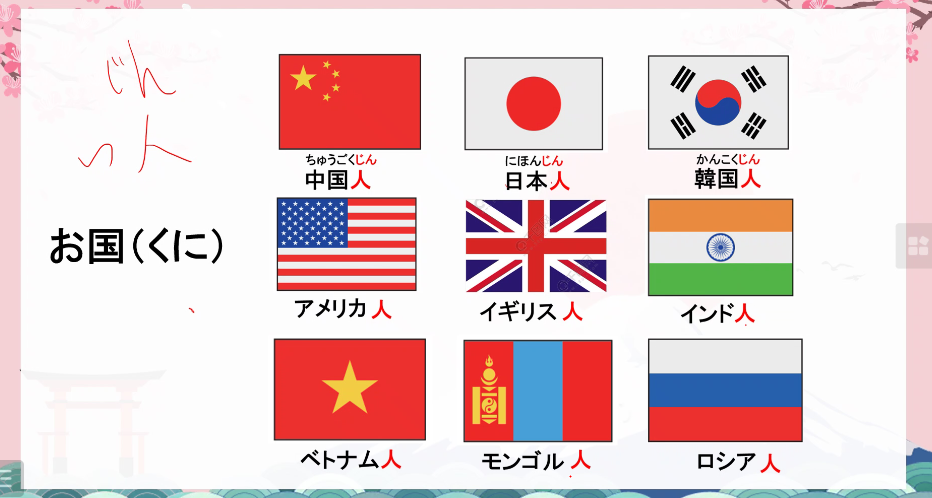 じん
人
お国(くに)
ちゅうごくじん
中国人
にほんじん
日本人
かんこくじん
韓国人
アメリカ人
イギリス人
インド人
ベトナム人
モンゴル人
ロシア人